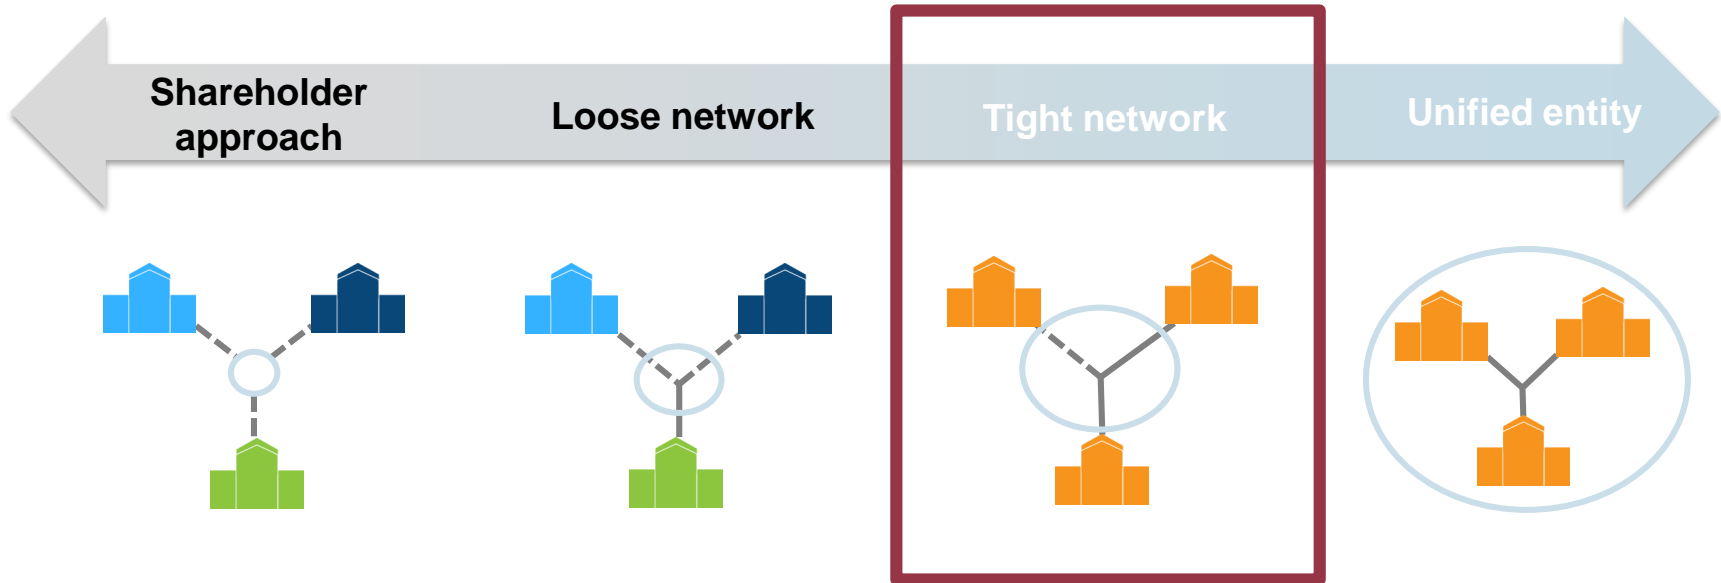 Shareholder
approach
Loose network
Tight network
Unified entity